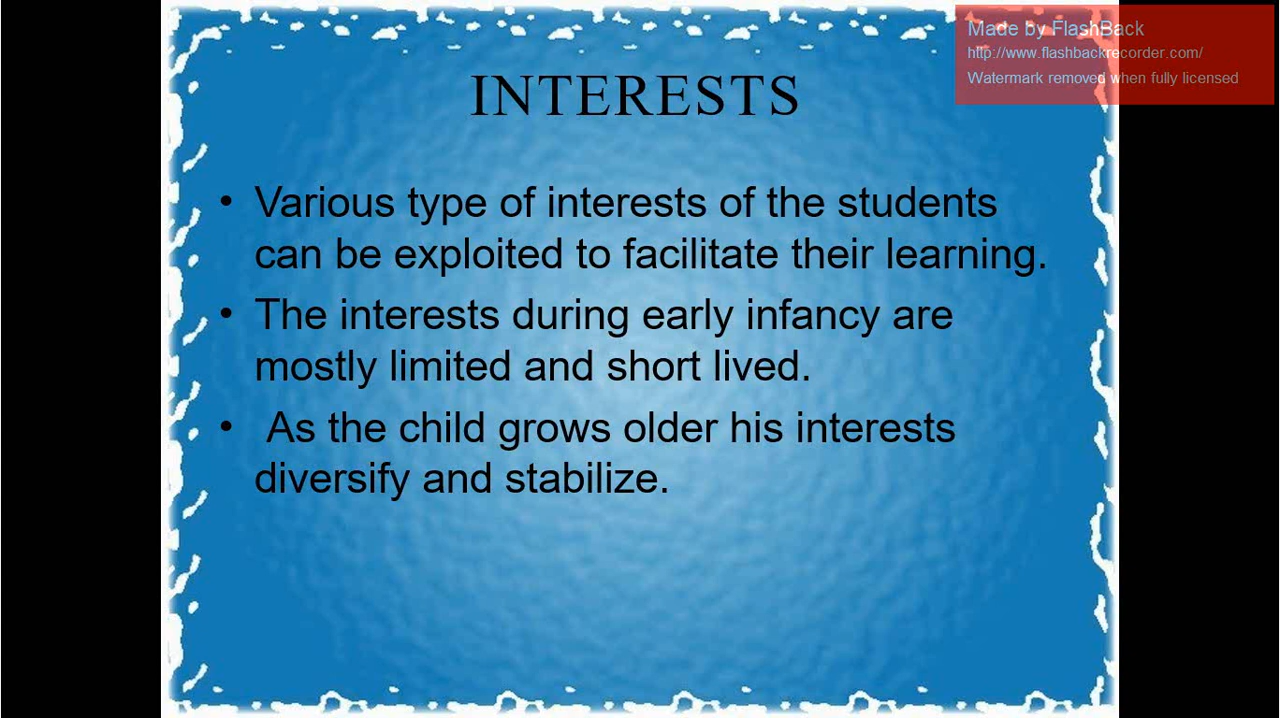 Made by FlashBack
http://www.flashbackrecorder.com/
Watermark removed when fully licensed
INTERESTS
• Various type of interests of the students
can be exploited to facilitate their learning.
• The interests during early infancy are
mostly limited and short lived.
• As the child grows older his interests
diversify and stabilize.